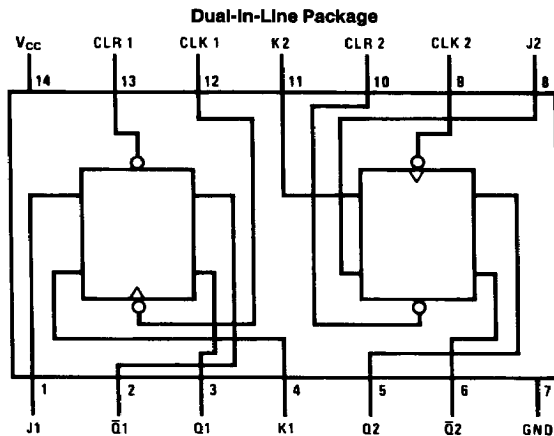 Dual-In-Line Package
VCC CLR 1 CLK 1 K2 CLR 2 CLK 2 J2
14 13 12 11 10 9 8
1 2 3 4 5 6 7
J1 Q̅1 Q1 K1 Q2 Q̅2 GND